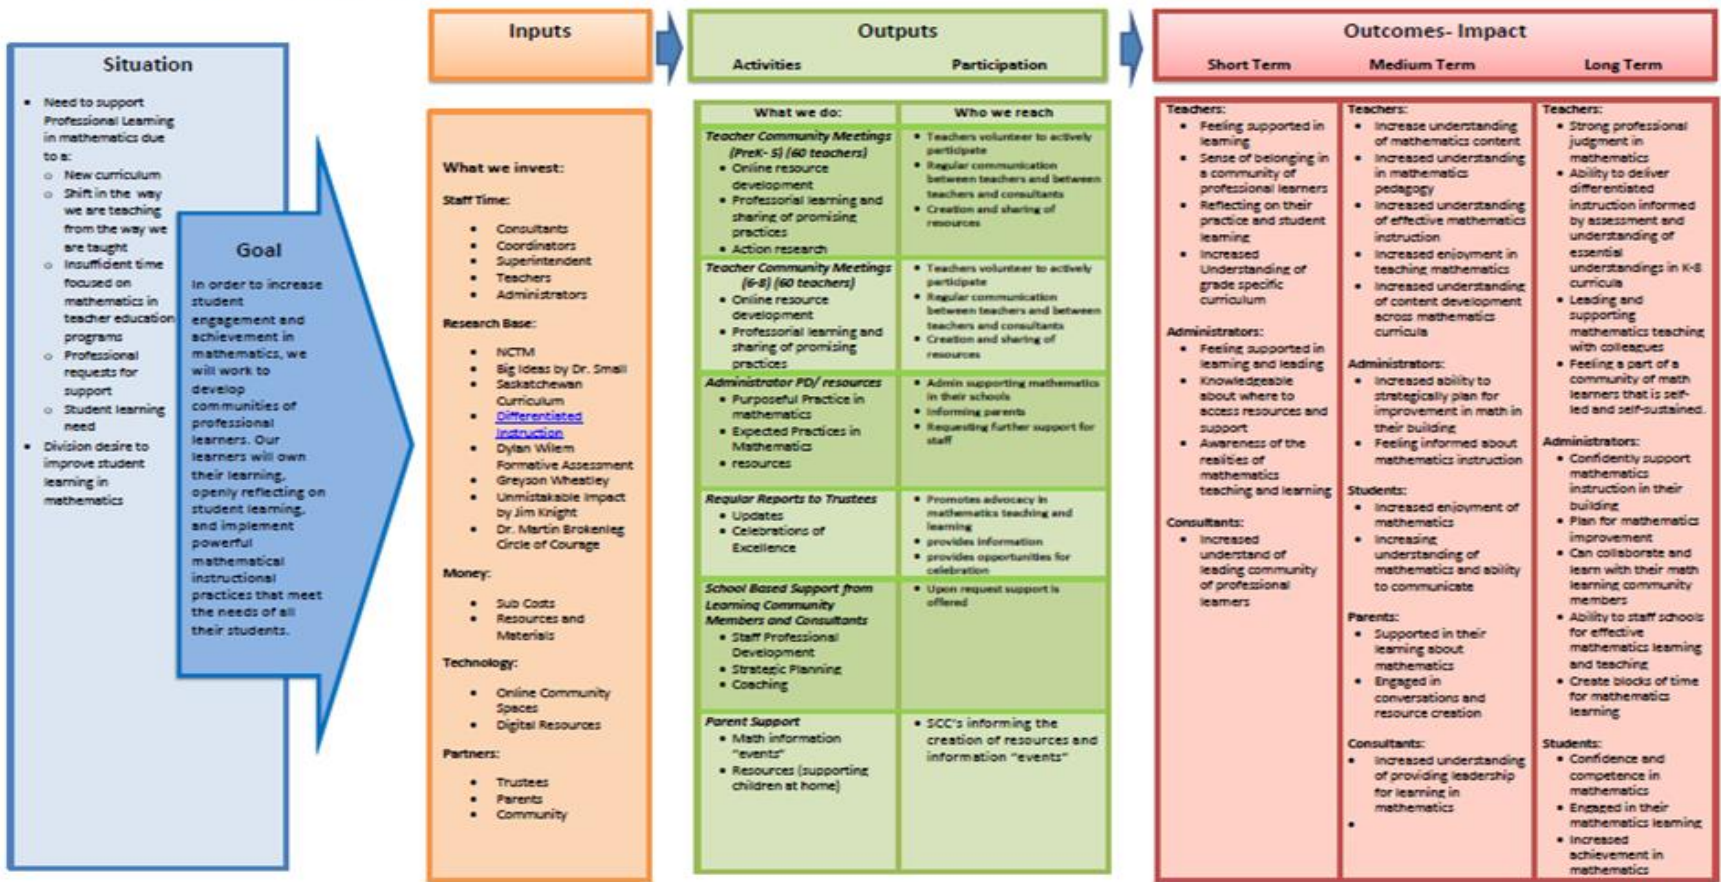 Situation
• Need to support
Professional Learning
in mathematics due
to a:
o New curriculum
o Shift in the way
we are teaching
from the way we
are taught
o Insufficient time
focused on
mathematics in
teacher education
programs
o Professional
requests for
support
o Student learning
need
• Division desire to
improve student
learning in
mathematics
Goal
In order to increase
student
engagement and
achievement in
mathematics, we
will work to
develop
communities of
professional
learners. Our
learners will own
their learning,
openly reflecting on
student learning,
and implement
powerful
mathematical
instructional
practices that meet
the needs of all
their students.
Inputs
What we invest:
Staff Time:
• Consultants
• Coordinators
• Superintendent
• Teachers
• Administrators
Research Base:
• NCTM
• Big Ideas by Dr. Small
• Saskatchewan
Curriculum
• Differentiated
Instruction
• Dylan Wilem
Formative Assessment
• Greyson Wheatley
• Unmistakable Impact
by Jim Knight
• Dr. Martin Brokenleg
Circle of Courage
Money:
• Sub Costs
• Resources and
Materials
Technology:
• Online Community
Spaces
• Digital Resources
Partners:
• Trustees
• Parents
• Community
Outputs
Activities
Participation
What we do:
Who we reach
Teacher Community Meetings
(PreK- 5) (60 teachers)
• Online resource
development
• Professorial learning and
sharing of promising
practices
• Action research
• Teachers volunteer to actively
participate
• Regular communication
between teachers and between
teachers and consultants
• Creation and sharing of
resources
Teacher Community Meetings
(6-8) (60 teachers)
• Online resource
development
• Professorial learning and
sharing of promising
practices
• Teachers volunteer to actively
participate
• Regular communication
between teachers and between
teachers and consultants
• Creation and sharing of
resources
Administrator PD/ resources
• Purposeful Practice in
mathematics
• Expected Practices in
Mathematics
• resources
• Admin supporting mathematics
in their schools
• Informing parents
• Requesting further support for
staff
Regular Reports to Trustees
• Updates
• Celebrations of
Excellence
• Promotes advocacy in
mathematics teaching and
learning
• provides information
• provides opportunities for
celebration
School Based Support from
Learning Community
Members and Consultants
• Staff Professional
Development
• Strategic Planning
• Coaching
• Upon request support is
offered
Parent Support
• Math information
"events"
• Resources (supporting
children at home)
• SCC's informing the
creation of resources and
information "events"
Outcomes- Impact
Short Term
Medium Term
Long Term
Teachers:
• Feeling supported in
learning
• Sense of belonging in
a community of
professional learners
• Reflecting on their
practice and student
learning
• Increased
Understanding of
grade specific
curriculum
Administrators:
• Feeling supported in
learning and leading
• Knowledgeable
about where to
access resources and
support
• Awareness of the
realities of
mathematics
teaching and learning
Consultants:
• Increased
understand of
leading community
of professional
learners
Teachers:
• Increase understanding
of mathematics content
• Increased understanding
in mathematics
pedagogy
• Increased understanding
of effective mathematics
instruction
• Increased enjoyment in
teaching mathematics
• Increased understanding
of content development
across mathematics
curricula
Administrators:
• Increased ability to
strategically plan for
improvement in math in
their building
• Feeling informed about
mathematics instruction
Students:
• Increased enjoyment of
mathematics
• Increasing
understanding of
mathematics and ability
to communicate
Parents:
• Supported in their
learning about
mathematics
• Engaged in
conversations and
resource creation
Consultants:
• Increased understanding
of providing leadership
for learning in
mathematics
•
Teachers:
• Strong professional
judgment in
mathematics
• Ability to deliver
differentiated
instruction informed
by assessment and
understanding of
essential
understandings in K-8
curricula
• Leading and
supporting
mathematics teaching
with colleagues
• Feeling a part of a
community of math
learners that is self-
led and self-sustained.
Administrators:
• Confidently support
mathematics
instruction in their
building
• Plan for mathematics
improvement
• Can collaborate and
learn with their math
learning community
members
• Ability to staff schools
for effective
mathematics learning
and teaching
• Create blocks of time
for mathematics
learning
Students:
• Confidence and
competence in
mathematics
• Engaged in their
mathematics learning
• Increased
achievement in
mathematics